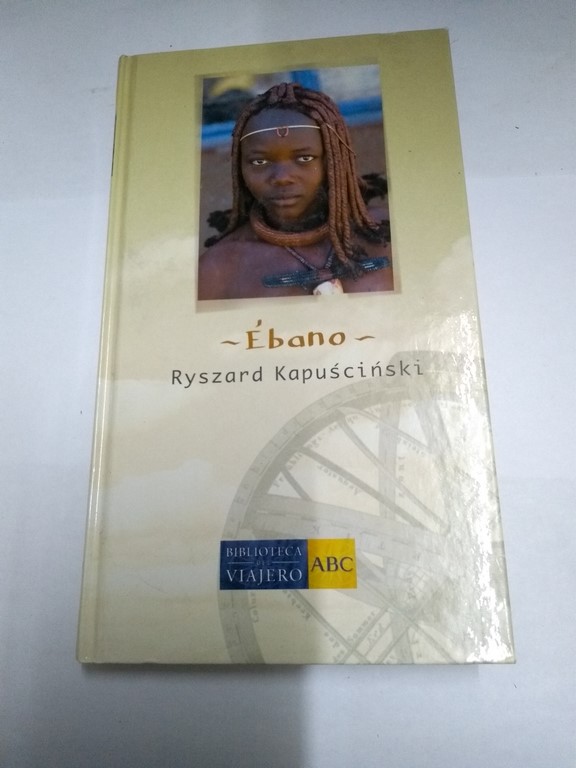 ~Ébano~
Ryszard Kapuściński
BIBLIOTECA
VIAJERO
ABC